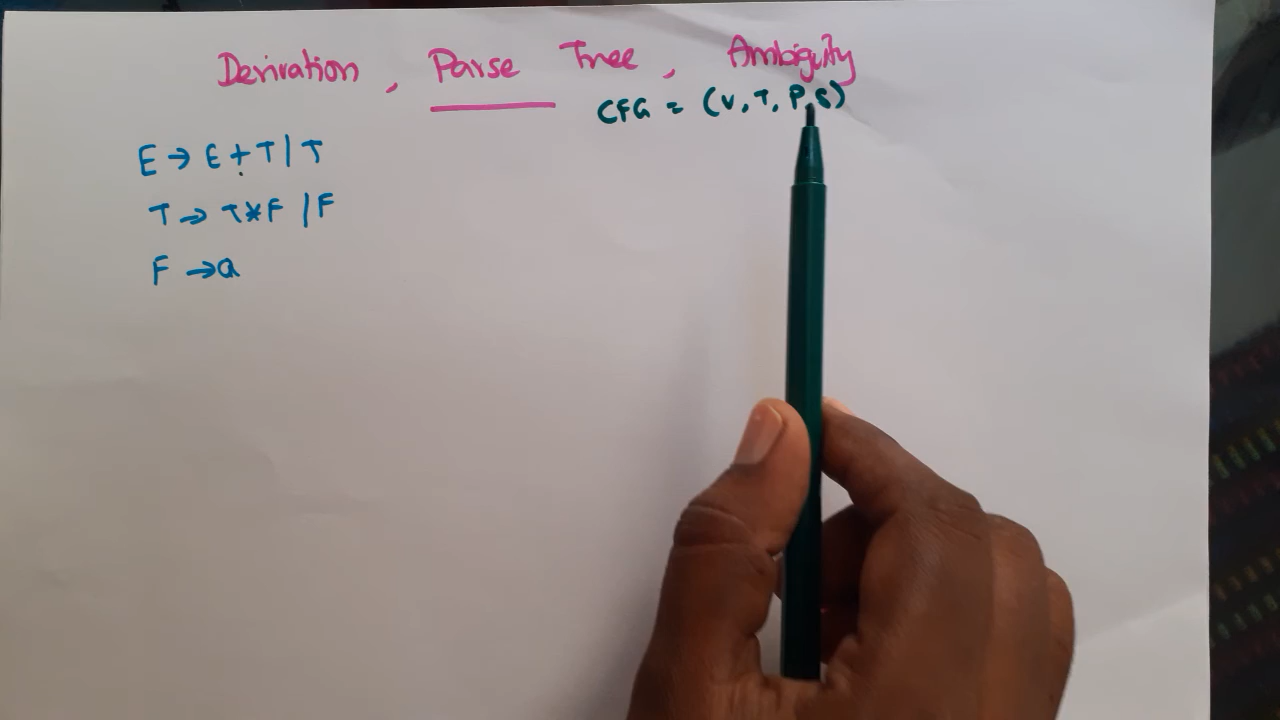 Derivation, Parse Tree, Ambiguity
CFG = (V, T, P, S)
E → E + T | T
T → T * F | F
F → a